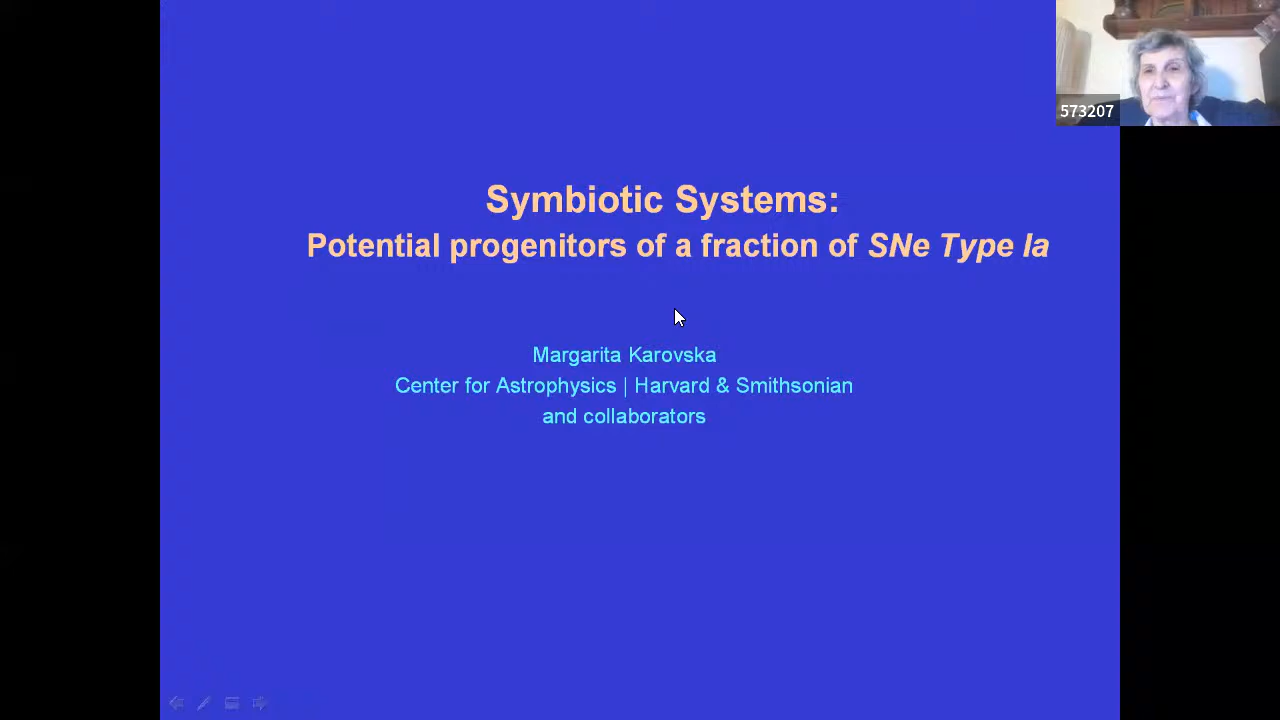 573207
Symbiotic Systems:
Potential progenitors of a fraction of SNe Type Ia
Margarita Karovska
Center for Astrophysics | Harvard & Smithsonian
and collaborators